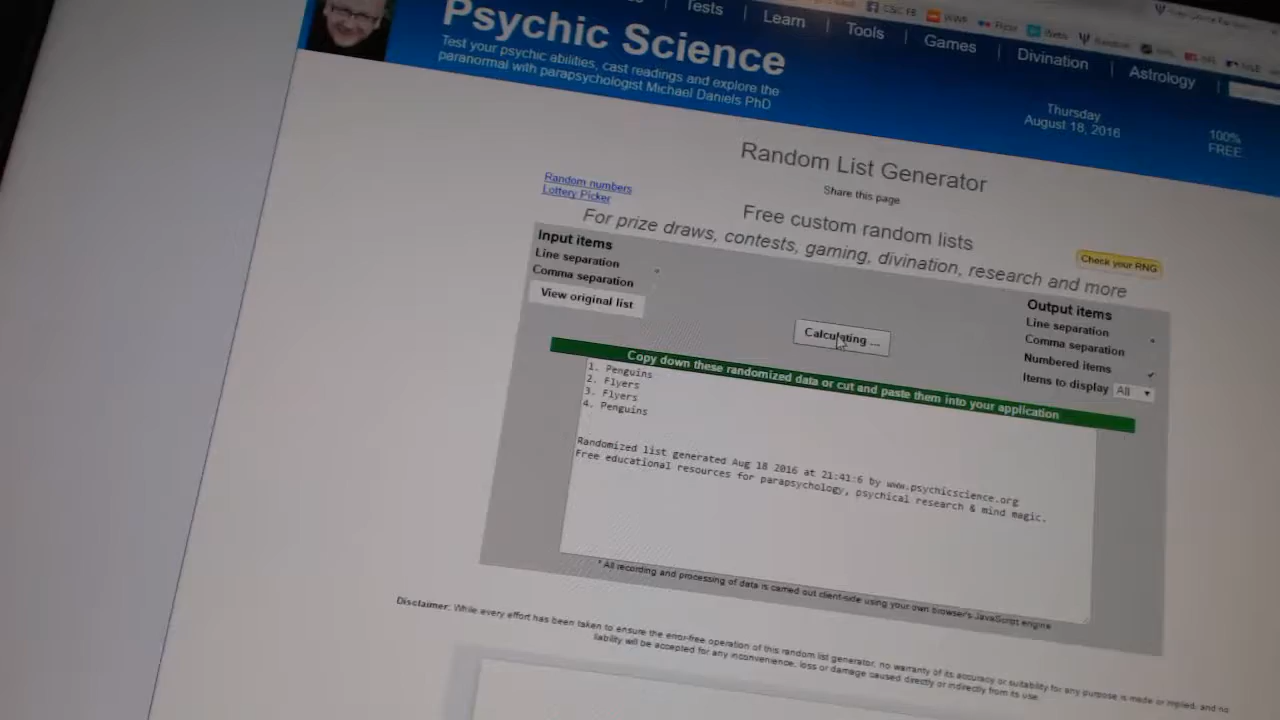 CSIC FB
Tests
Learn
Tools
Games
Divination
Astrology
Psychic Science
Test your psychic abilities, cast readings and explore the
paranormal with parapsychologist Michael Daniels PhD
Thursday
August 18, 2016
100%
FREE
Random List Generator
Share this page
Random numbers
Lottery Picker
Free custom random lists
For prize draws, contests, gaming, divination, research and more
Check your RNG
Input items
Line separation
Comma separation
View original list
Calculating ...
Output items
Line separation
Comma separation
Numbered items
Items to display All
Copy down these randomized data or cut and paste them into your application
1. Penguins
2. Flyers
3. Flyers
4. Penguins
Randomized list generated Aug 18 2016 at 21:41:6 by www.psychicscience.org
Free educational resources for parapsychology, psychical research & mind magic.
* All recording and processing of data is carried out client-side using your own browser's JavaScript engine
Disclaimer: While every effort has been taken to ensure the error-free operation of this random list generator, no warranty of its accuracy or suitability for any purpose is made or implied, and no
liability will be accepted for any inconvenience, loss or damage caused directly or indirectly from its use.